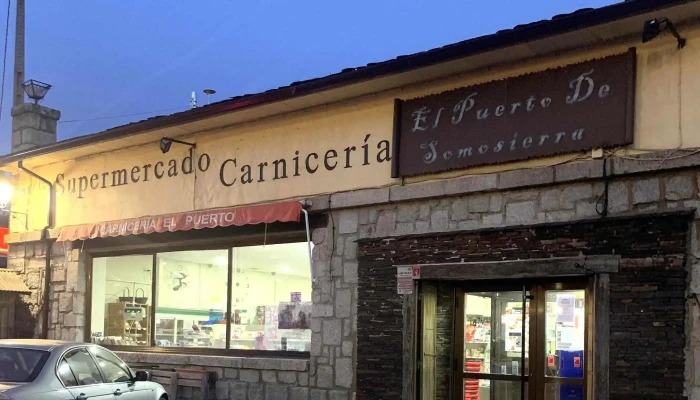 Supermercado Carnicería
El Puerto De
Somosierra
CARNICERIA EL PUERTO